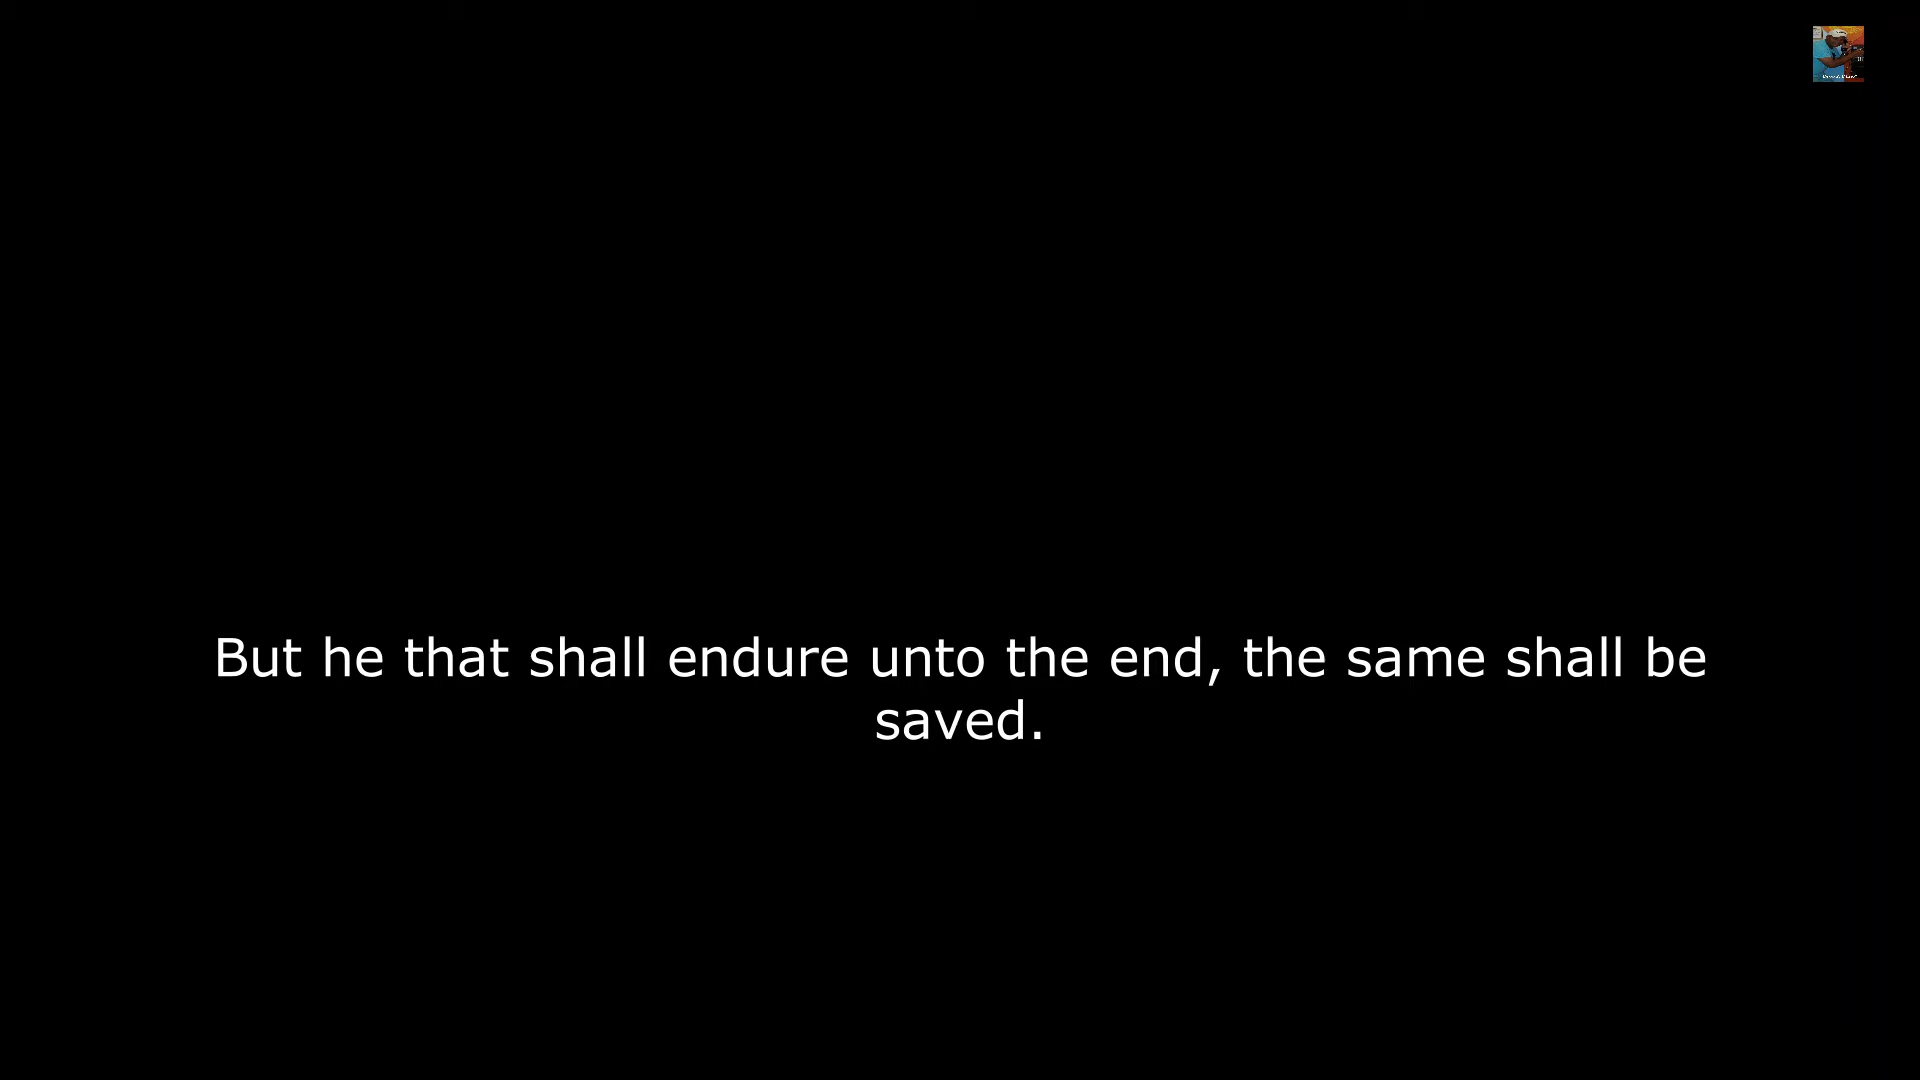 But he that shall endure unto the end, the same shall be
saved.